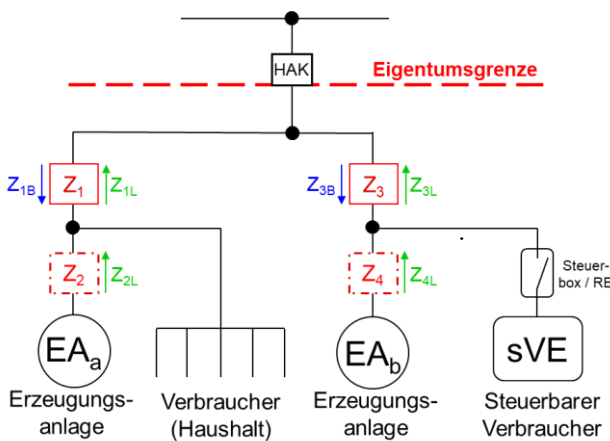 HAK
Eigentumsgrenze
Z1B
Z1
Z1L
Z3B
Z3
Z3L
Z2
Z2L
Z4
Z4L
Steuer-
box / RE
EAa
EAb
sVE
Erzeugungs-
anlage
Verbraucher
(Haushalt)
Erzeugungs-
anlage
Steuerbarer
Verbraucher